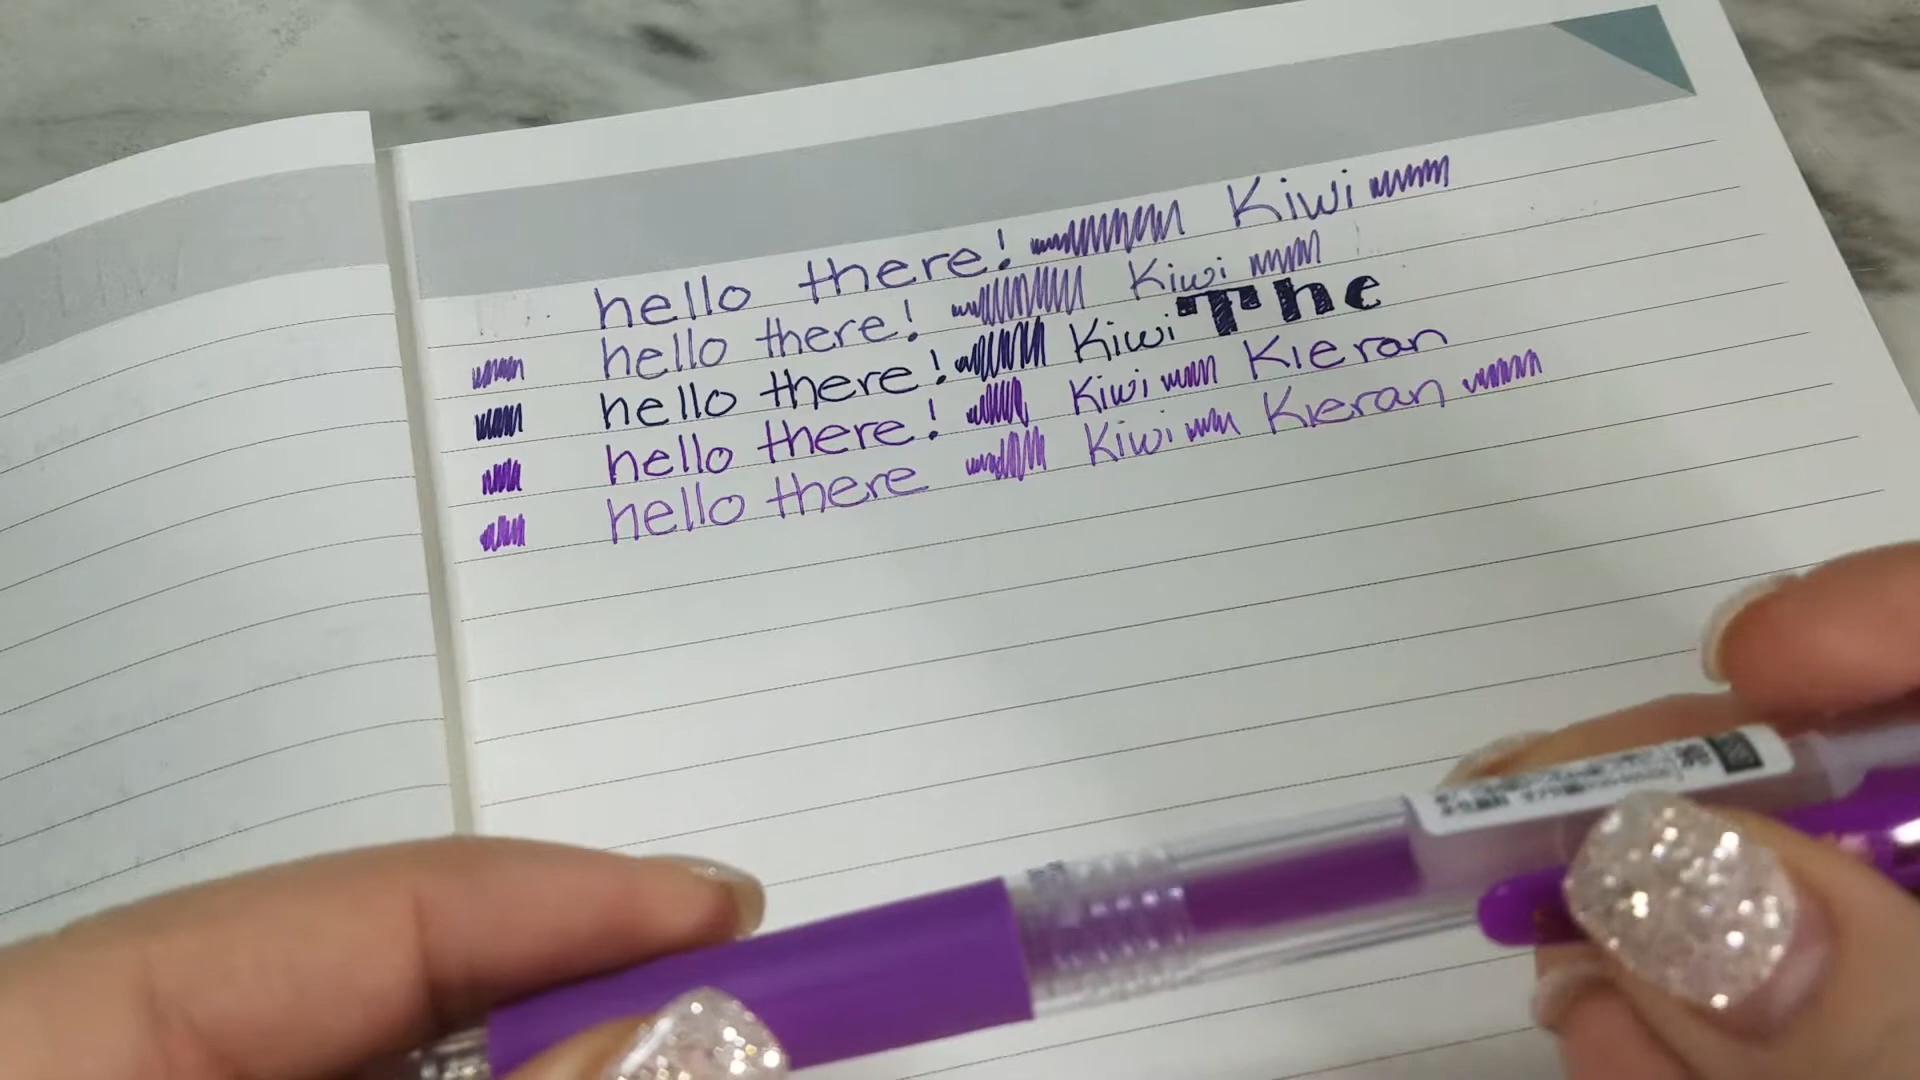 hello there! Kiwi
hello there! Kiwi
hello there! Kiwi The
hello there! Kiwi Kieran
hello there Kiwi Kieran